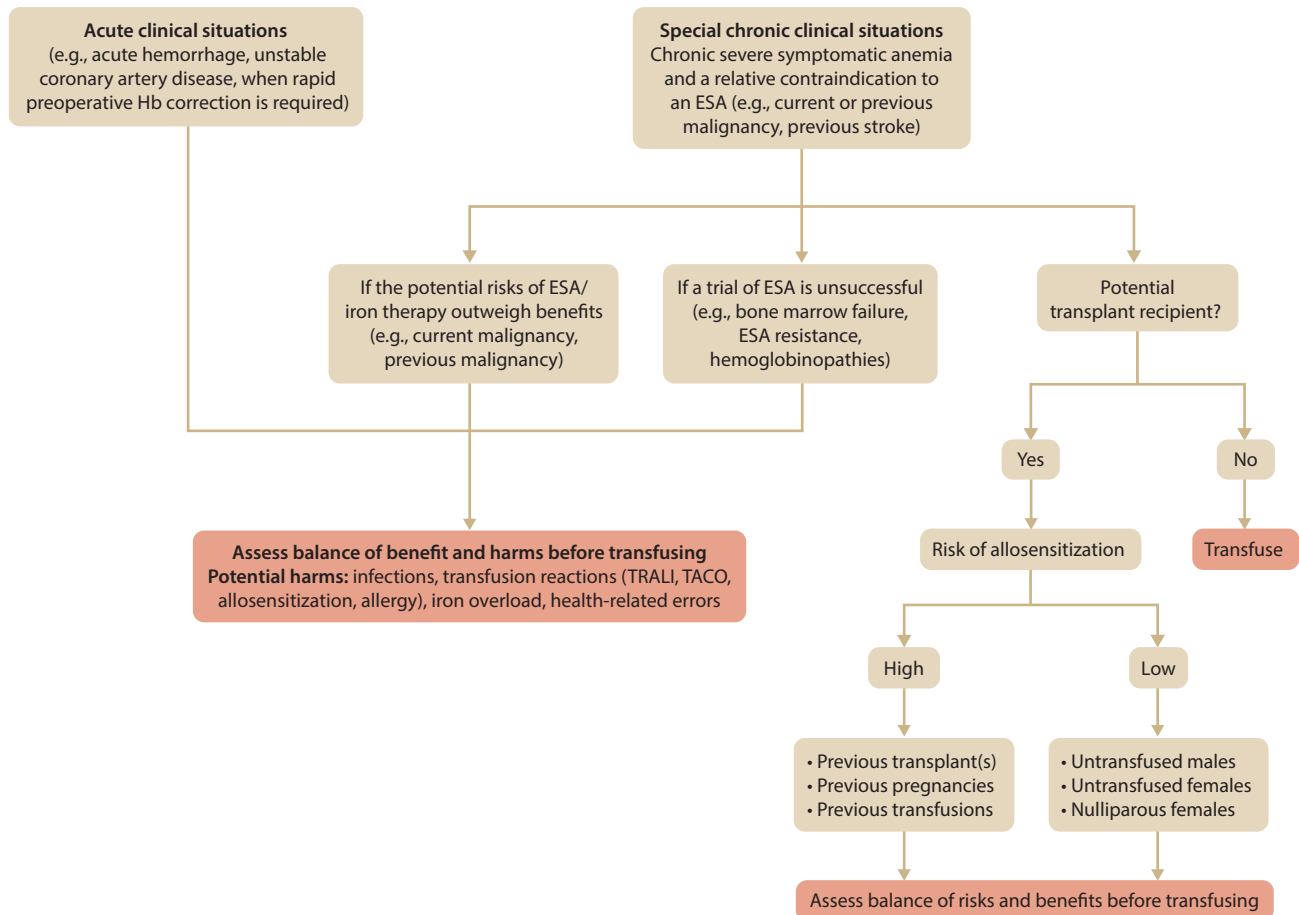 Acute clinical situations
(e.g., acute hemorrhage, unstable
coronary artery disease, when rapid
preoperative Hb correction is required)
Special chronic clinical situations
Chronic severe symptomatic anemia
and a relative contraindication to
an ESA (e.g., current or previous
malignancy, previous stroke)
If the potential risks of ESA/
iron therapy outweigh benefits
(e.g., current malignancy,
previous malignancy)
If a trial of ESA is unsuccessful
(e.g., bone marrow failure,
ESA resistance,
hemoglobinopathies)
Potential
transplant recipient?
Yes
No
Assess balance of benefit and harms before transfusing
Potential harms: infections, transfusion reactions (TRALI, TACO,
allosensitization, allergy), iron overload, health-related errors
Risk of allosensitization
Transfuse
High
Low
• Previous transplant(s)
• Previous pregnancies
• Previous transfusions
• Untransfused males
• Untransfused females
• Nulliparous females
Assess balance of risks and benefits before transfusing